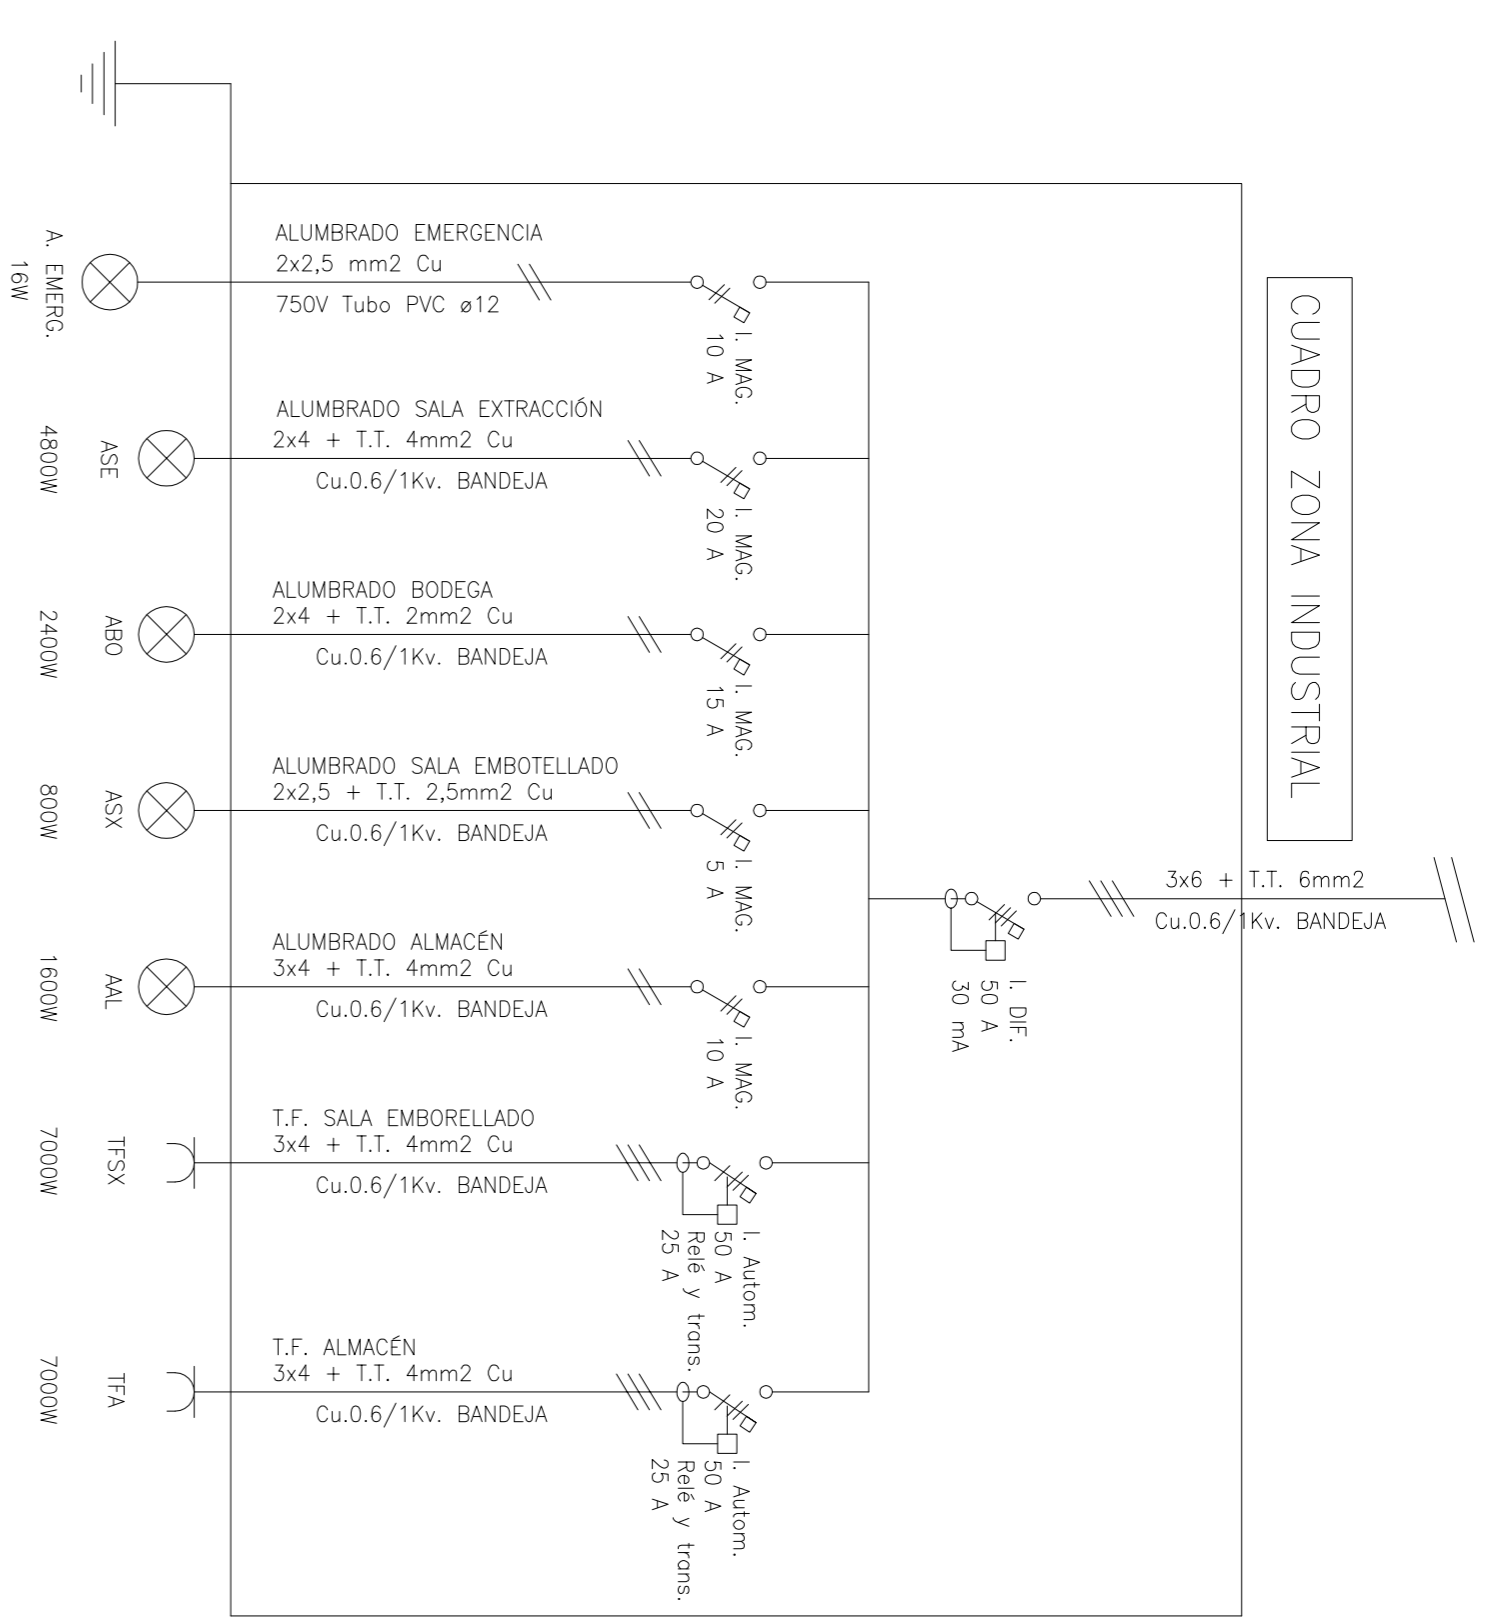 CUADRO ZONA INDUSTRIAL
3x6 + T.T. 6mm2
Cu.0.6/1Kv. BANDEJA
I. DIF.
50 A
30 mA
ALUMBRADO EMERGENCIA
2x2,5 mm2 Cu
750V Tubo PVC ø12
I. MAG.
10 A
A. EMERG.
16W
ALUMBRADO SALA EXTRACCIÓN
2x4 + T.T. 4mm2 Cu
Cu.0.6/1Kv. BANDEJA
I. MAG.
20 A
ASE
4800W
ALUMBRADO BODEGA
2x4 + T.T. 2mm2 Cu
Cu.0.6/1Kv. BANDEJA
I. MAG.
15 A
ABO
2400W
ALUMBRADO SALA EMBOTELLADO
2x2,5 + T.T. 2,5mm2 Cu
Cu.0.6/1Kv. BANDEJA
I. MAG.
5 A
ASX
800W
ALUMBRADO ALMACÉN
3x4 + T.T. 4mm2 Cu
Cu.0.6/1Kv. BANDEJA
I. MAG.
10 A
AAL
1600W
T.F. SALA EMBORELLADO
3x4 + T.T. 4mm2 Cu
Cu.0.6/1Kv. BANDEJA
I. Autom.
50 A
Relé y trans.
25 A
TFSX
7000W
T.F. ALMACÉN
3x4 + T.T. 4mm2 Cu
Cu.0.6/1Kv. BANDEJA
I. Autom.
50 A
Relé y trans.
25 A
TFA
7000W